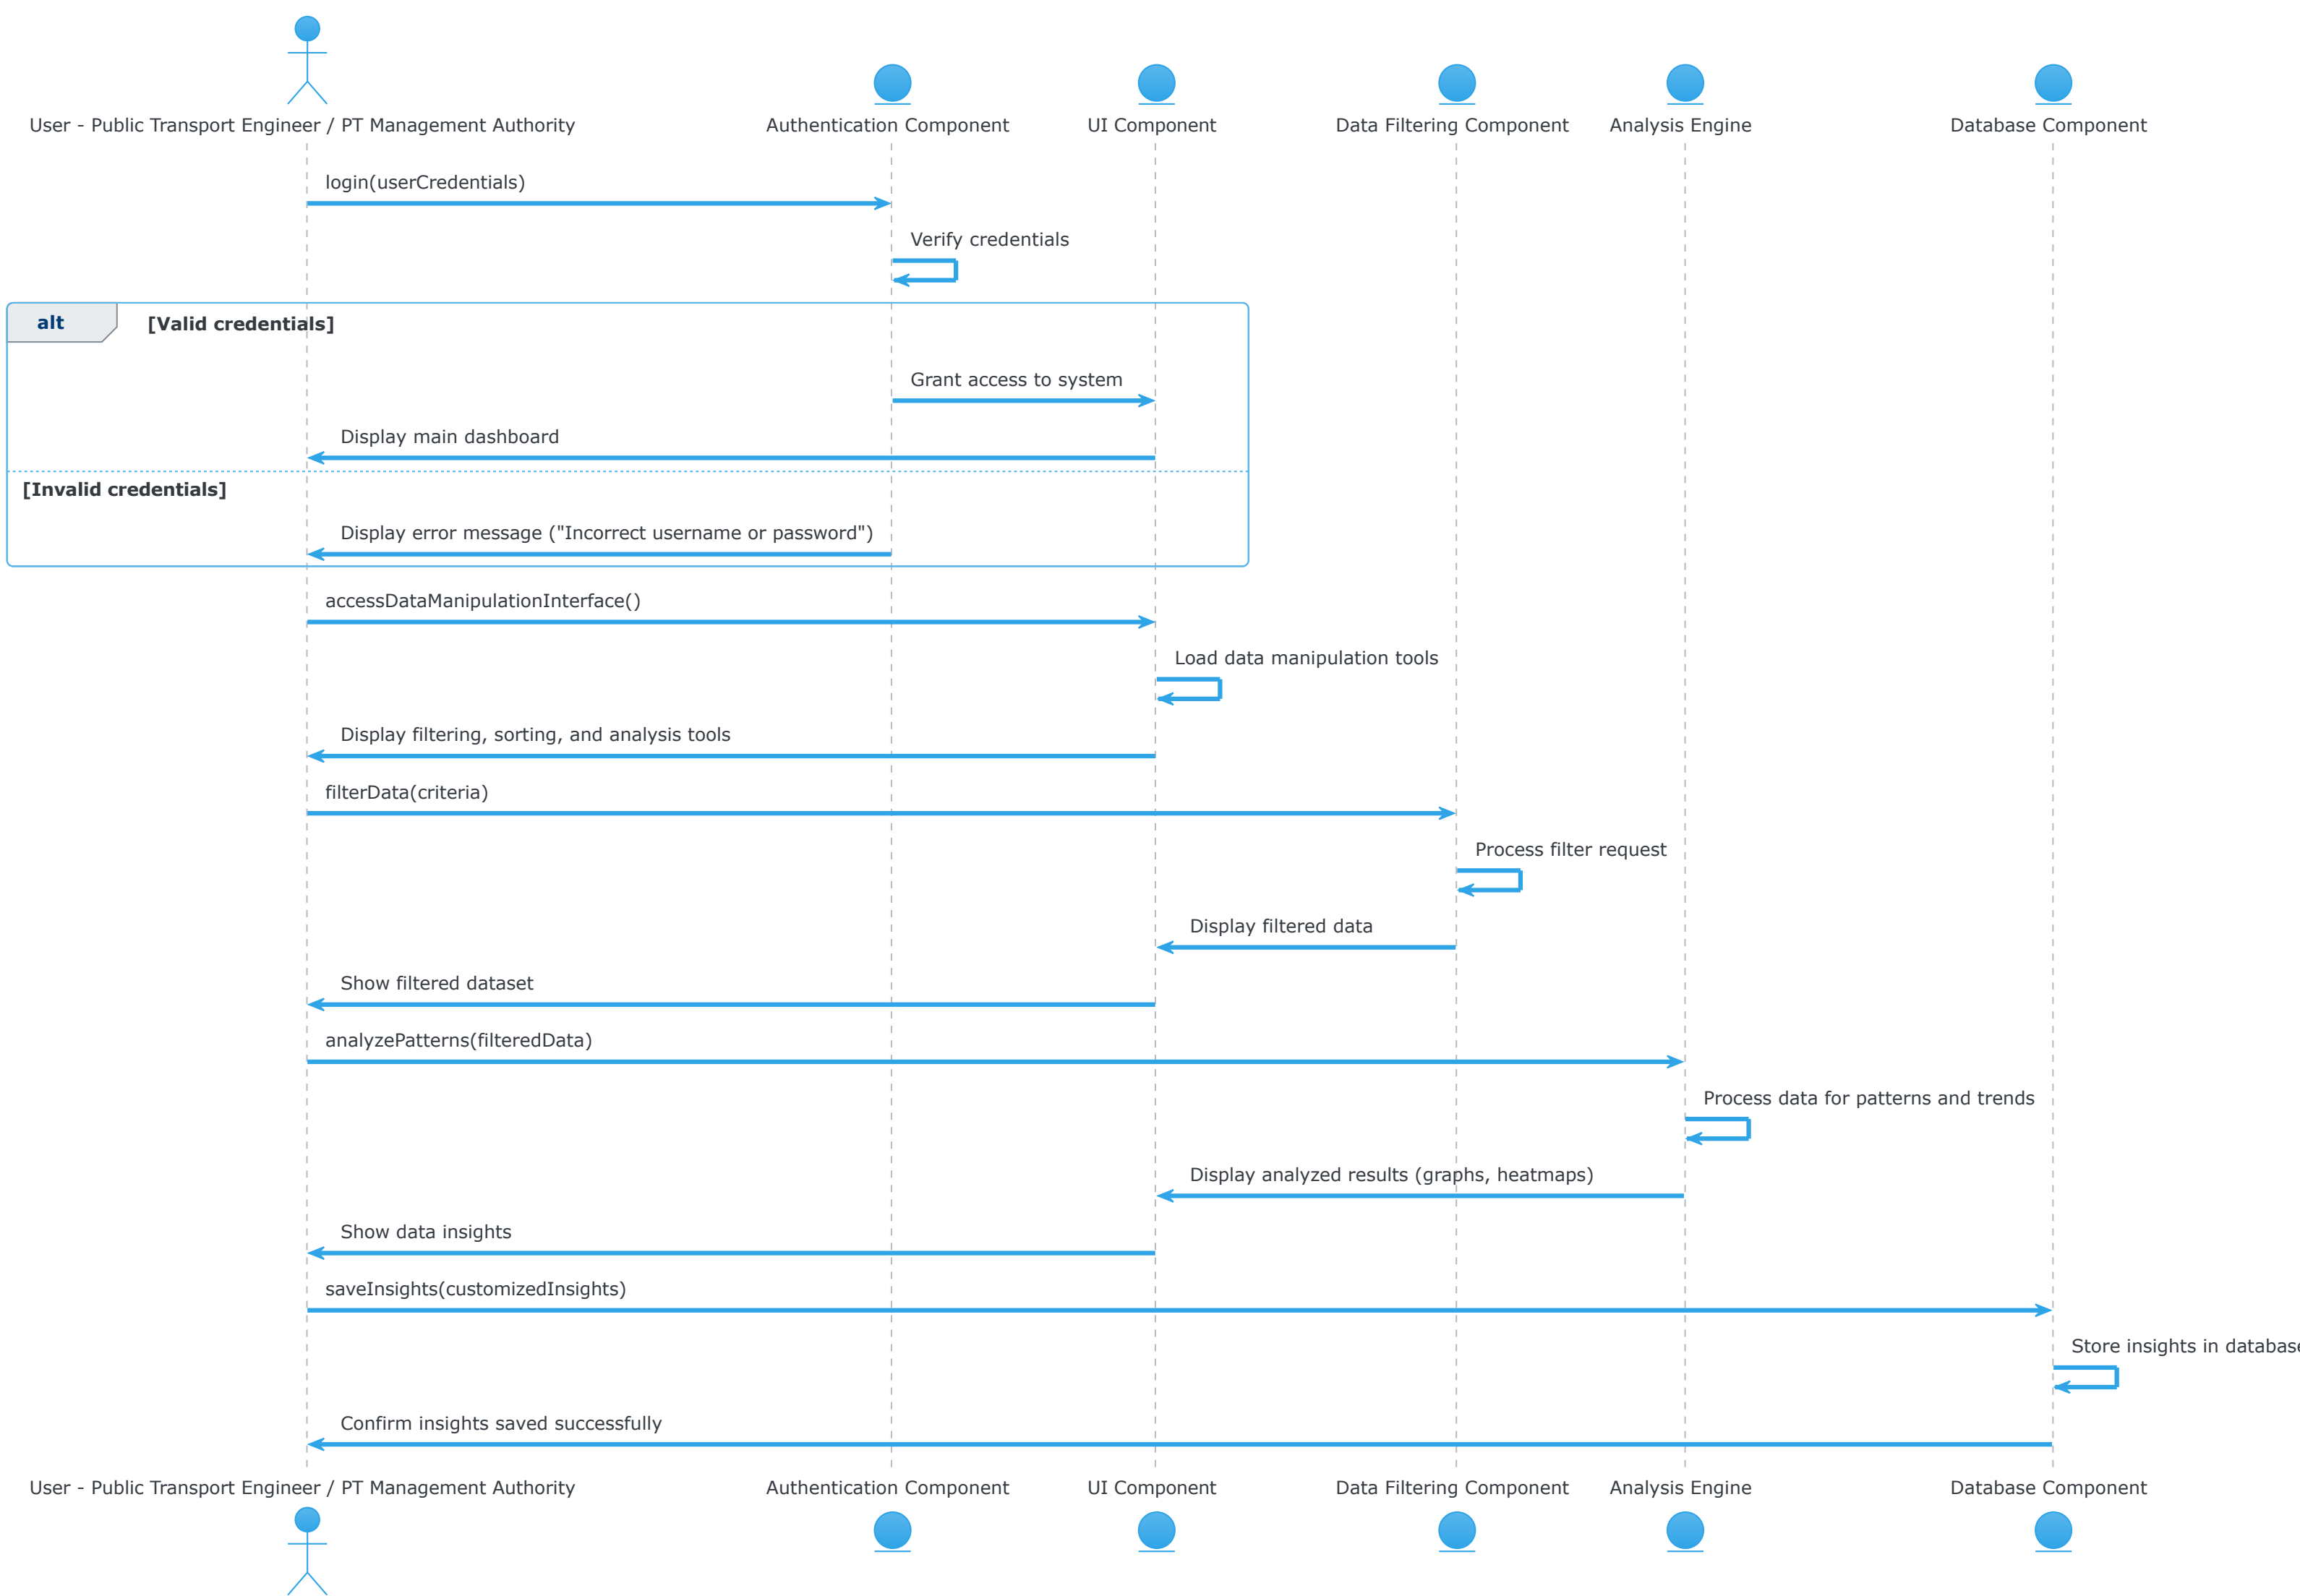 User - Public Transport Engineer / PT Management Authority
Authentication Component
UI Component
Data Filtering Component
Analysis Engine
Database Component
login(userCredentials)
Verify credentials
alt
[Valid credentials]
Grant access to system
Display main dashboard
[Invalid credentials]
Display error message ("Incorrect username or password")
accessDataManipulationInterface()
Load data manipulation tools
Display filtering, sorting, and analysis tools
filterData(criteria)
Process filter request
Display filtered data
Show filtered dataset
analyzePatterns(filteredData)
Process data for patterns and trends
Display analyzed results (graphs, heatmaps)
Show data insights
saveInsights(customizedInsights)
Store insights in database
Confirm insights saved successfully
User - Public Transport Engineer / PT Management Authority
Authentication Component
UI Component
Data Filtering Component
Analysis Engine
Database Component